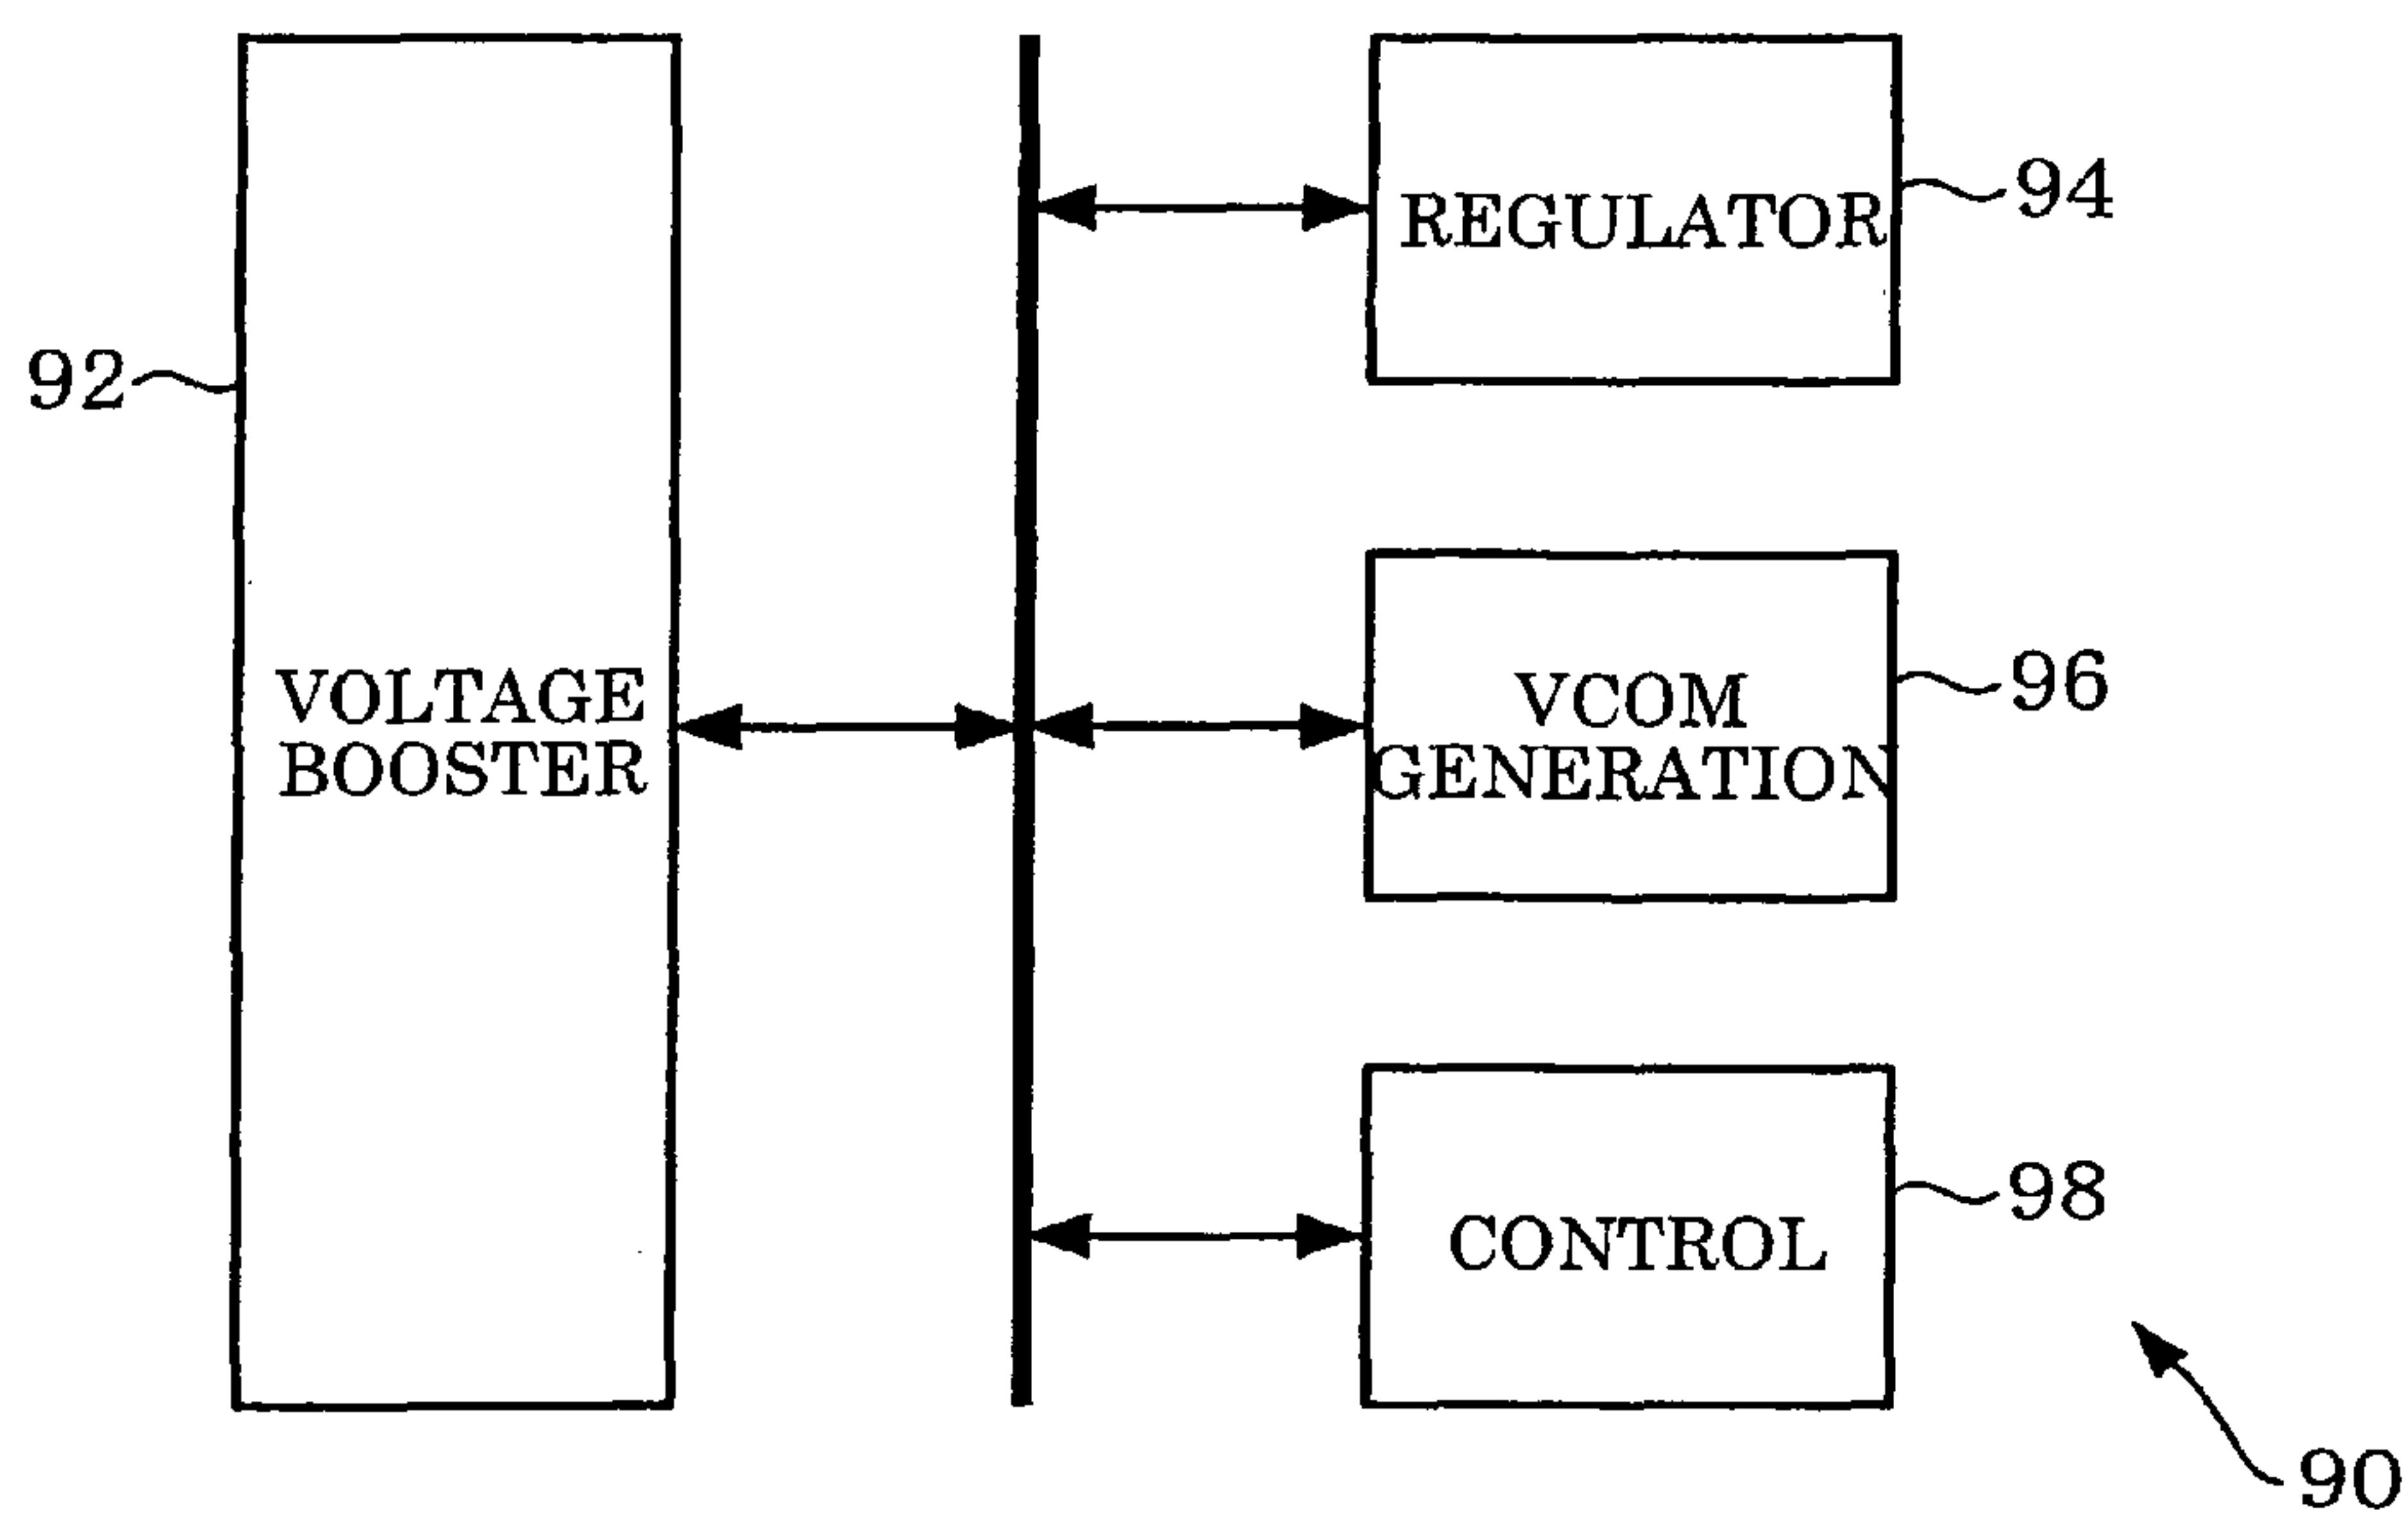 92
VOLTAGE
BOOSTER
REGULATOR
94
VCOM
GENERATION
96
CONTROL
98
90